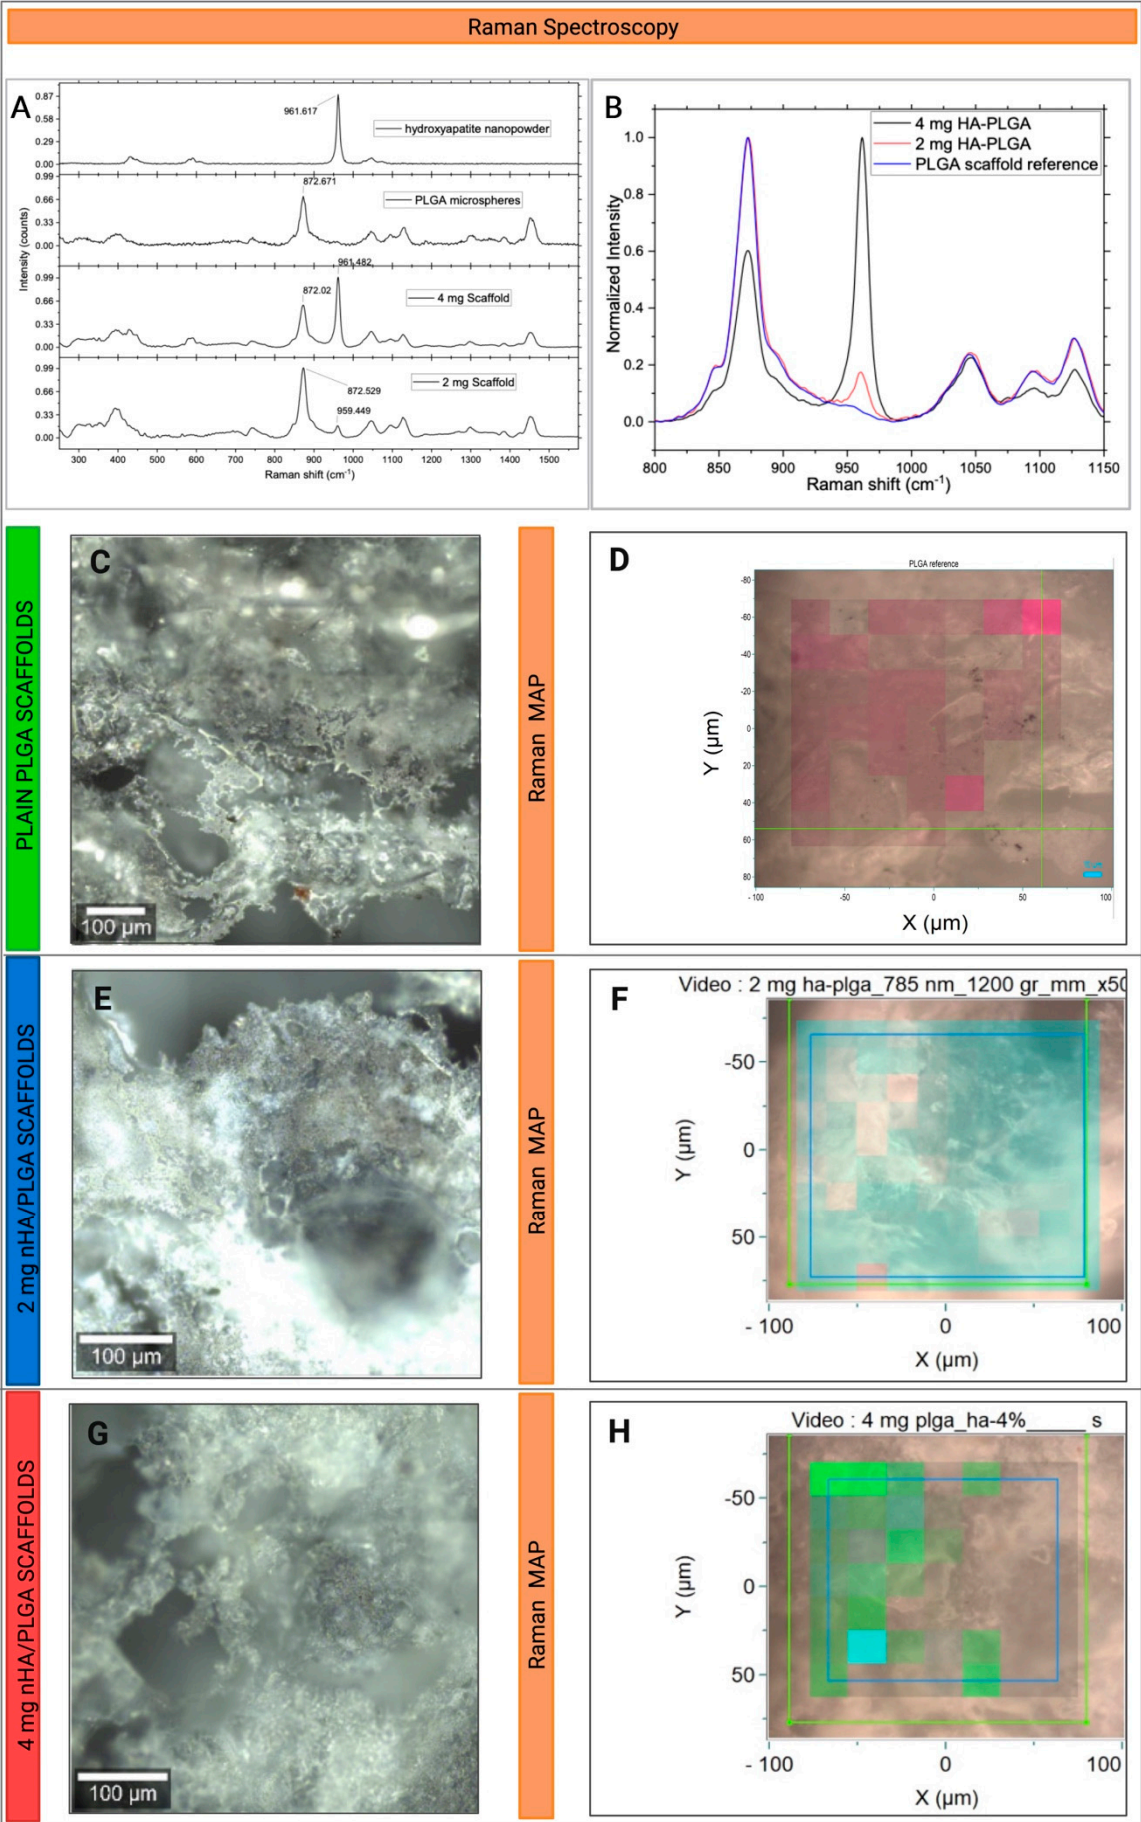 Raman Spectroscopy
A
0.87
0.58
0.29
0.00
961.617
hydroxyapatite nanopowder
0.99
0.66
0.33
0.00
872.671
PLGA microspheres
0.99
0.66
0.33
0.00
961.482
872.02
4 mg Scaffold
0.99
0.66
0.33
0.00
2 mg Scaffold
872.529
959.449
Intensity (counts)
300 400 500 600 700 800 900 1000 1100 1200 1300 1400 1500
Raman shift (cm-1)
B
4 mg HA-PLGA
2 mg HA-PLGA
PLGA scaffold reference
1.0
0.8
0.6
0.4
0.2
0.0
Normalized Intensity
800 850 900 950 1000 1050 1100 1150
Raman shift (cm-1)
PLAIN PLGA SCAFFOLDS
C
100 µm
Raman MAP
D
PLGA reference
-80
-60
-40
-20
0
20
40
60
80
Y (µm)
-100 -50 0 50 100
X (µm)
2 mg nHA/PLGA SCAFFOLDS
E
100 µm
Raman MAP
F
Video : 2 mg ha-plga_785 nm_1200 gr_mm_x50
-50
0
50
Y (µm)
- 100 0 100
X (µm)
4 mg nHA/PLGA SCAFFOLDS
G
100 µm
Raman MAP
H
Video : 4 mg plga_ha-4%______ s
-50
0
50
Y (µm)
- 100 0 100
X (µm)